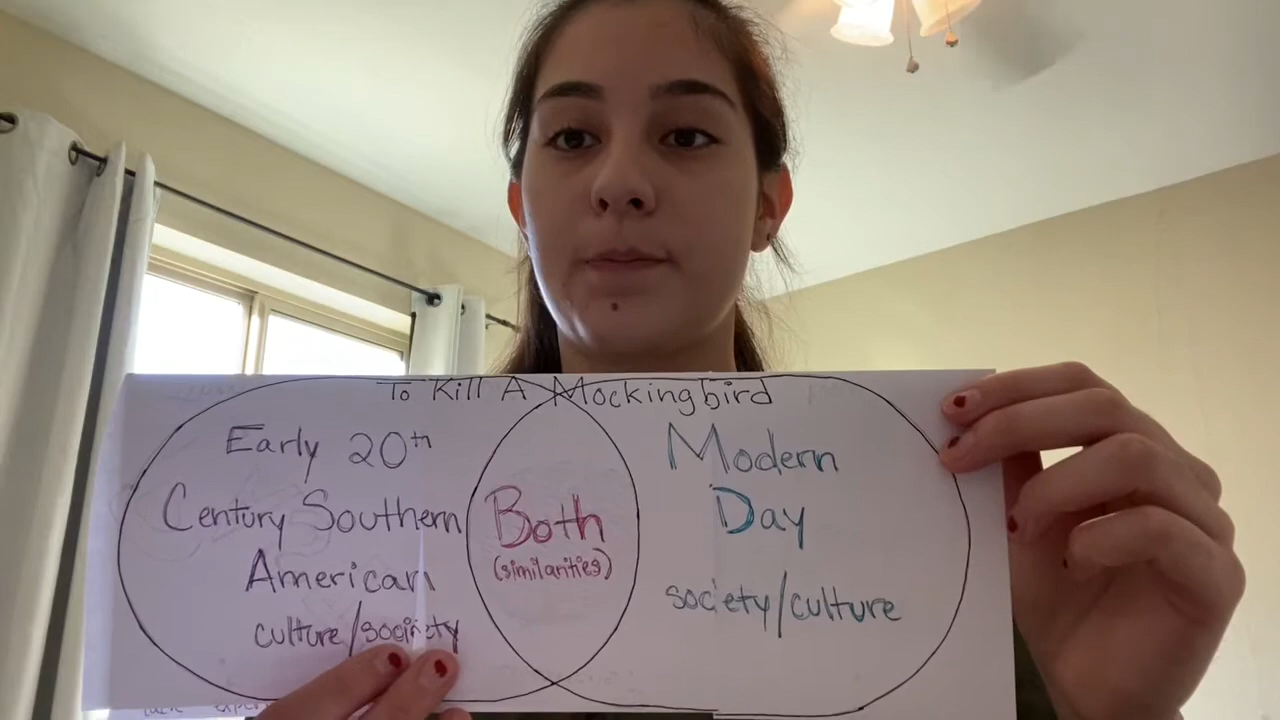 To Kill A Mockingbird
Early 20th
Century Southern
American
culture/society
Both
(similarities)
Modern
Day
society/culture